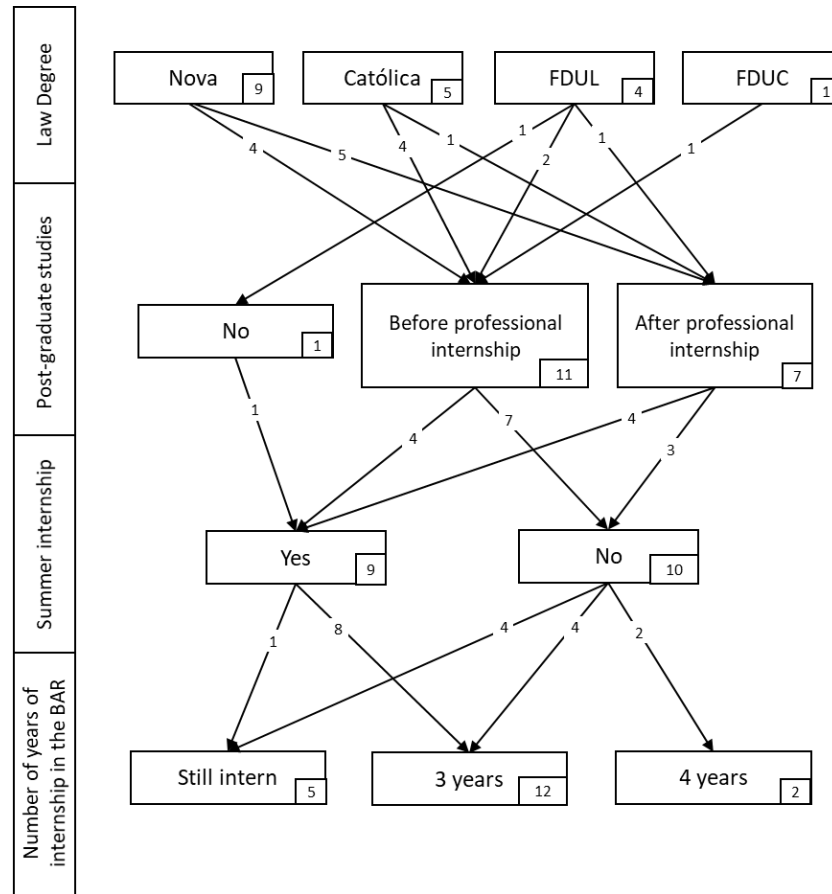 Law Degree
Nova
9
Católica
5
FDUL
4
FDUC
1
4
5
4
1
1
2
1
1
Post-graduate studies
No
1
Before professional
internship
11
After professional
internship
7
1
4
7
4
3
Summer internship
Yes
9
No
10
1
8
4
4
2
Number of years of
internship in the BAR
Still intern
5
3 years
12
4 years
2